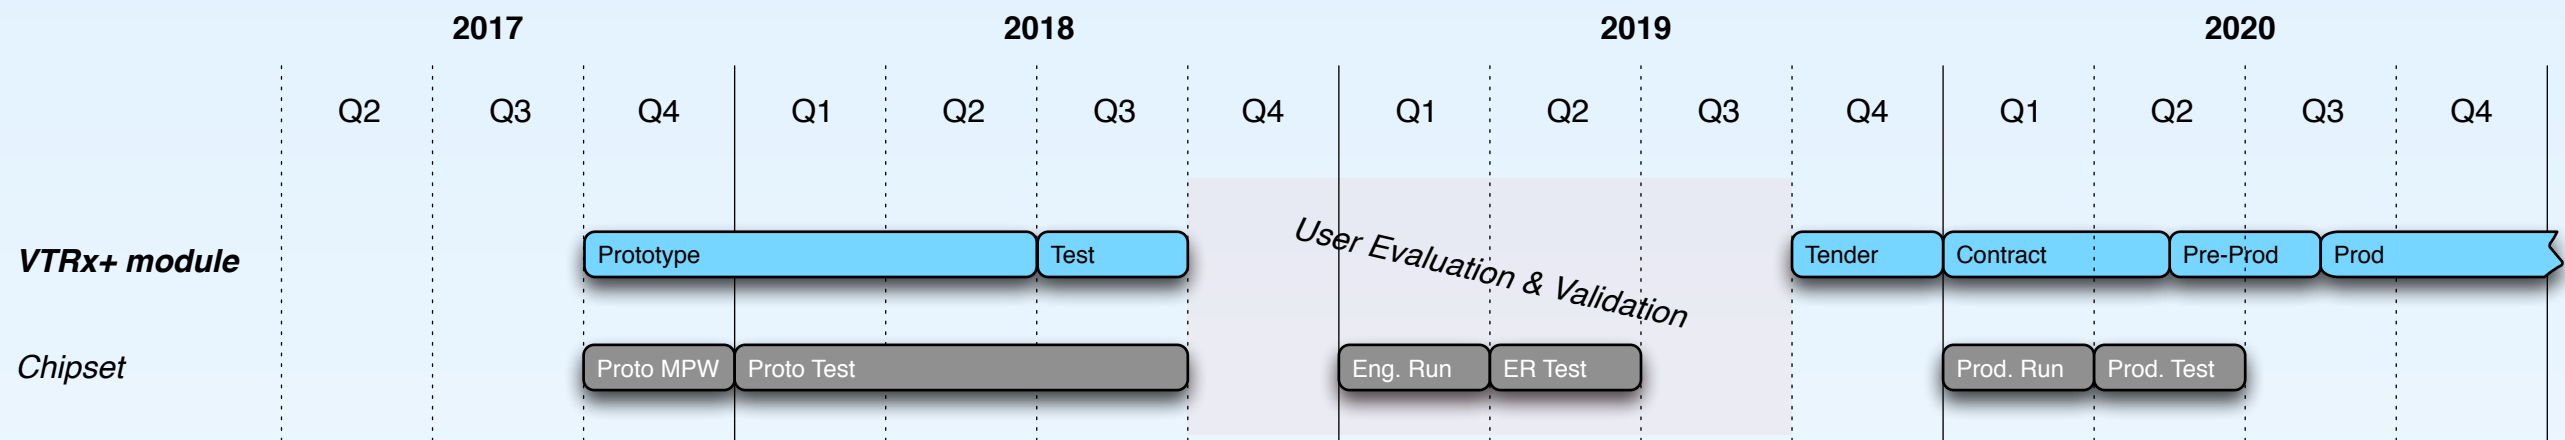 2017 2018 2019 2020
Q2 Q3 Q4 Q1 Q2 Q3 Q4 Q1 Q2 Q3 Q4 Q1 Q2 Q3 Q4
VTRx+ module Prototype Test Tender Contract Pre-Prod Prod
User Evaluation & Validation
Chipset Proto MPW Proto Test Eng. Run ER Test Prod. Run Prod. Test